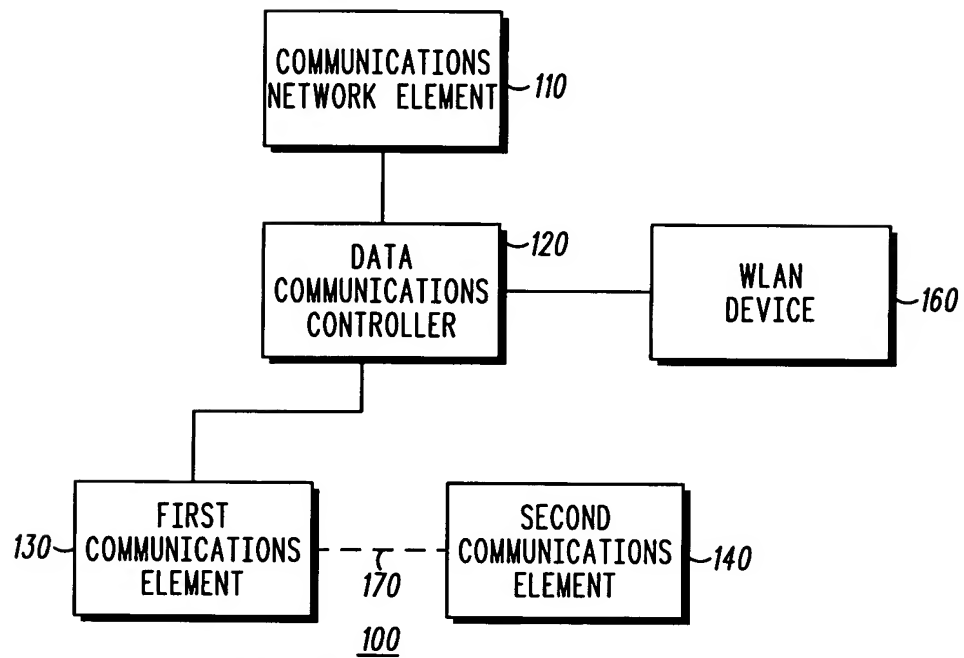 COMMUNICATIONS
NETWORK ELEMENT
110
DATA
COMMUNICATIONS
CONTROLLER
120
WLAN
DEVICE
160
FIRST
COMMUNICATIONS
ELEMENT
130
170
SECOND
COMMUNICATIONS
ELEMENT
140
100